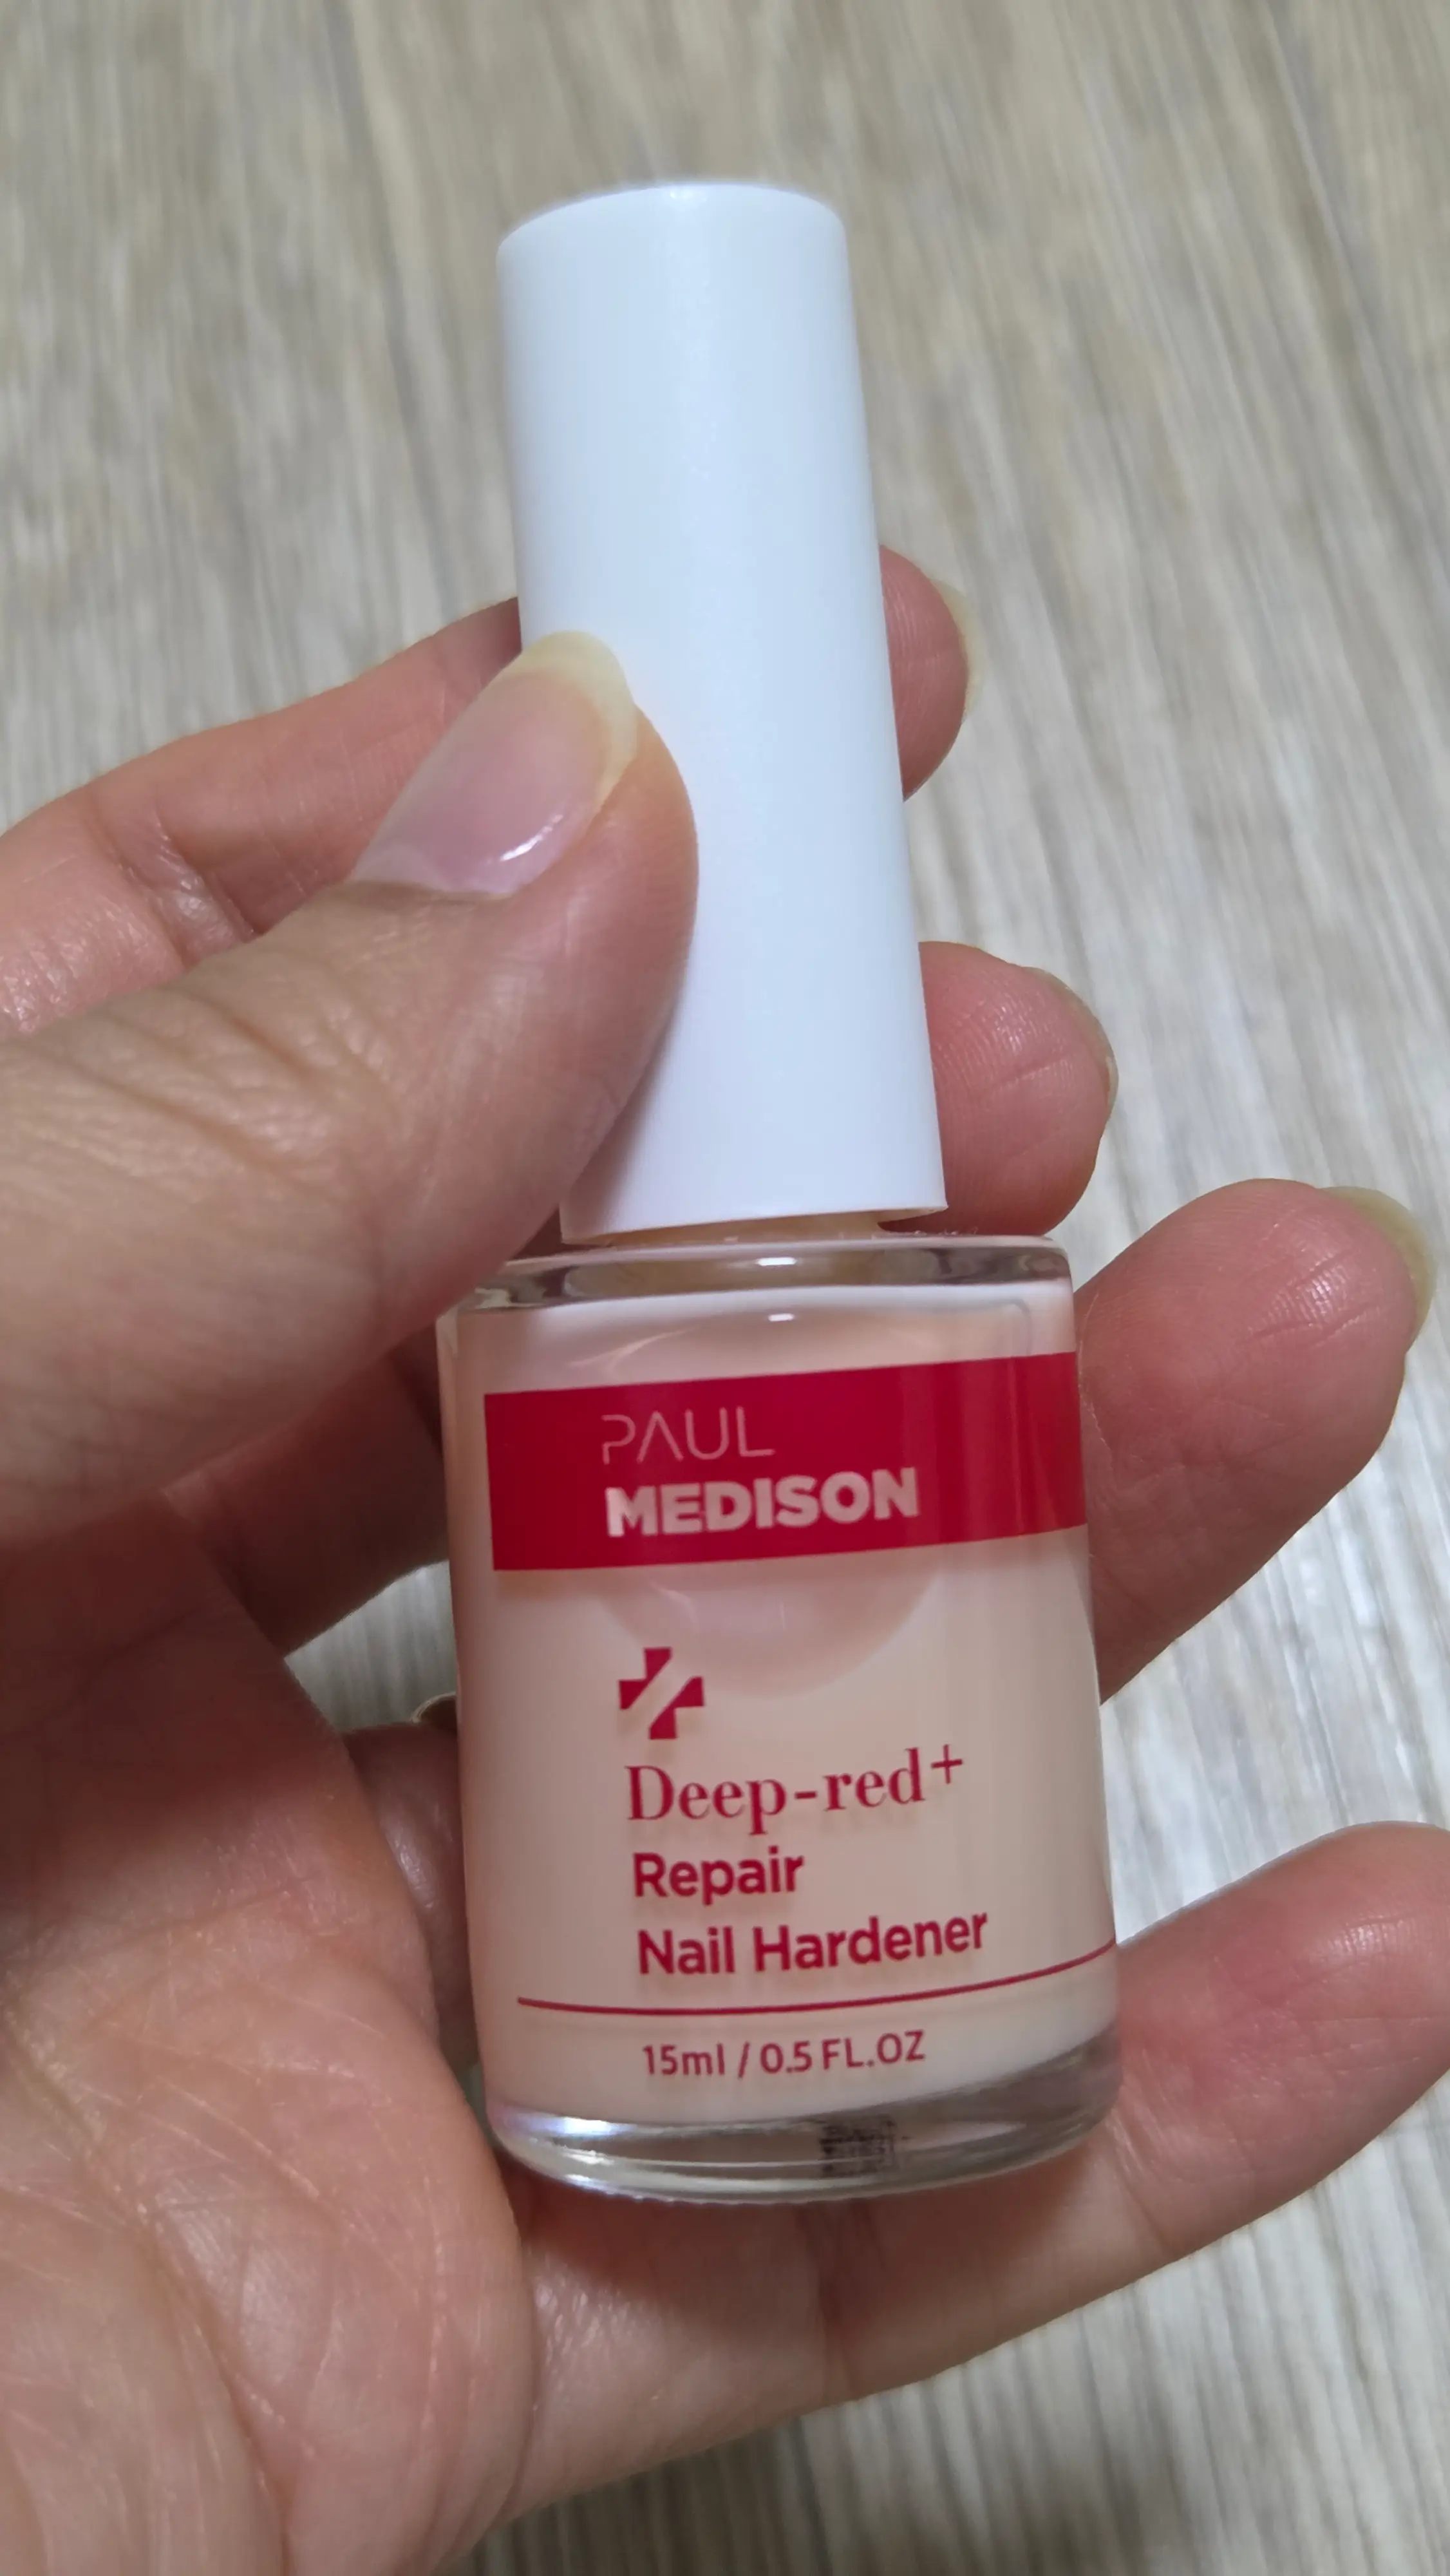 PAUL
MEDISON
Deep-red+
Repair
Nail Hardener
15ml / 0.5 FL.OZ